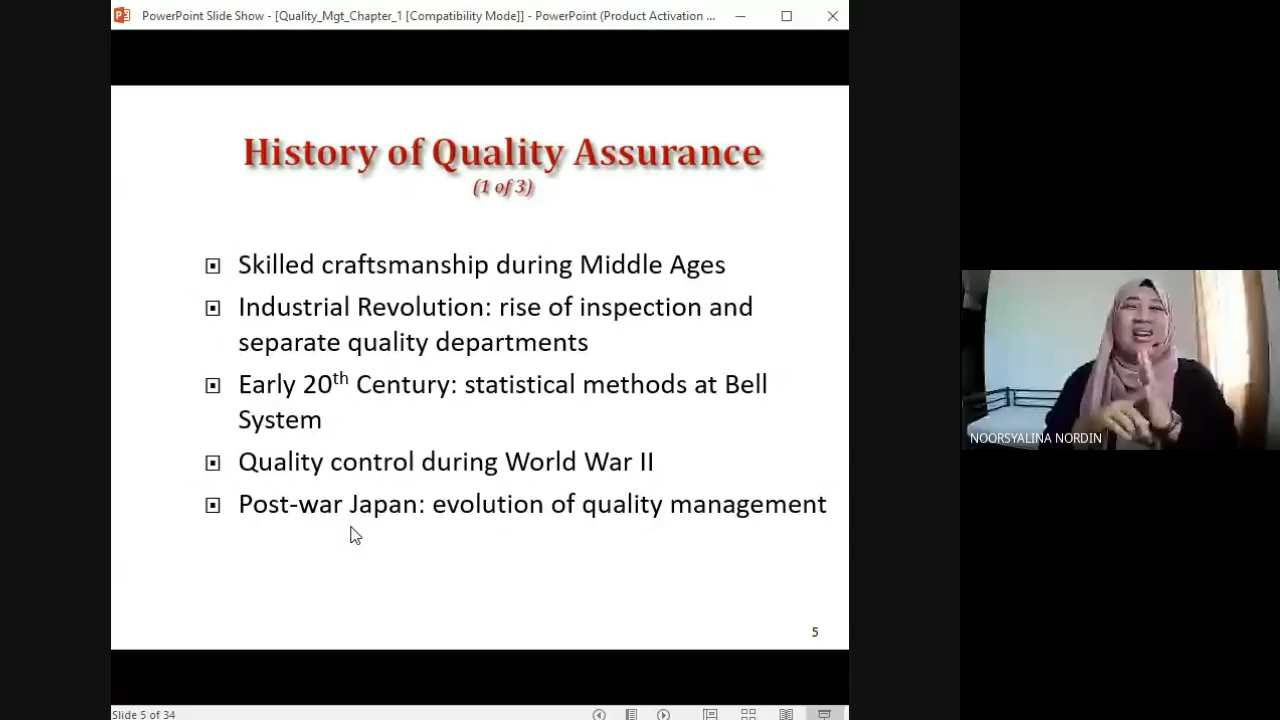 PowerPoint Slide Show - [Quality_Mgt_Chapter_1 [Compatibility Mode]] - PowerPoint (Product Activation ...
History of Quality Assurance
(1 of 3)
Skilled craftsmanship during Middle Ages
Industrial Revolution: rise of inspection and
separate quality departments
Early 20th Century: statistical methods at Bell
System
Quality control during World War II
Post-war Japan: evolution of quality management
5
NOORSYALINA NORDIN
Slide 5 of 34